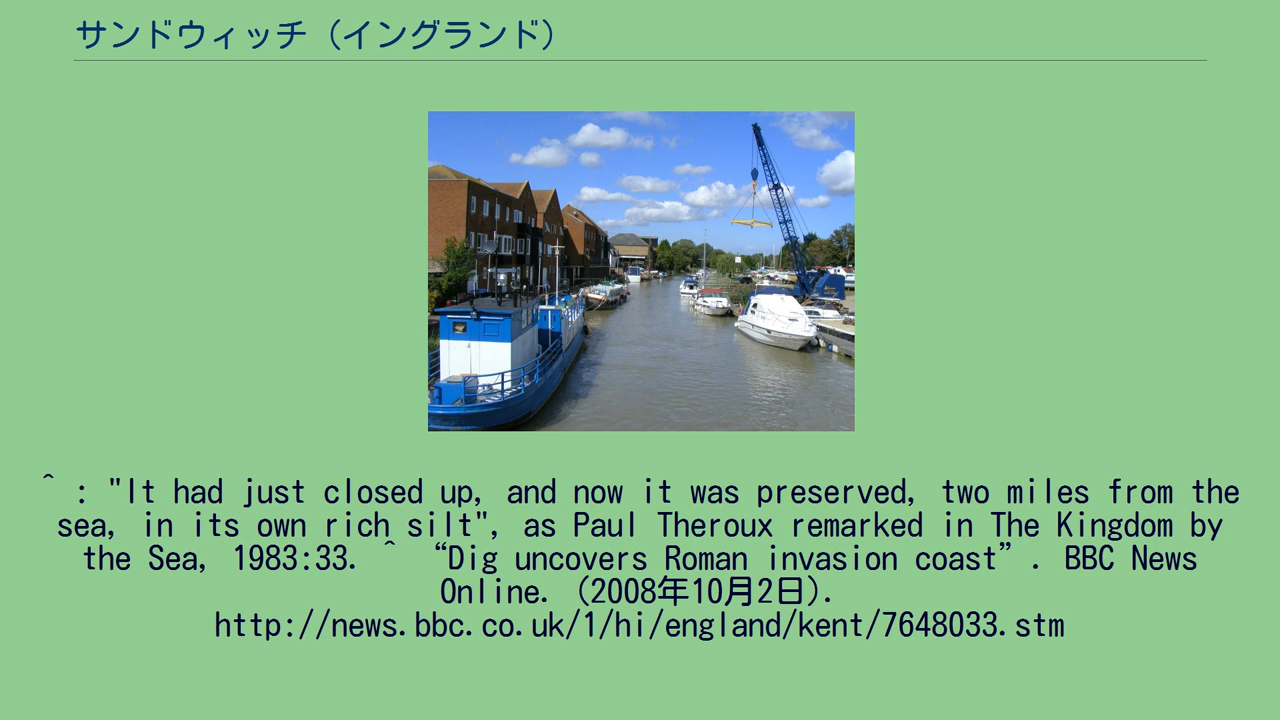 サンドウィッチ（イングランド）
^ : "It had just closed up, and now it was preserved, two miles from the
sea, in its own rich silt", as Paul Theroux remarked in The Kingdom by
the Sea, 1983:33. ^ “Dig uncovers Roman invasion coast”. BBC News
Online. (2008年10月2日).
http://news.bbc.co.uk/1/hi/england/kent/7648033.stm